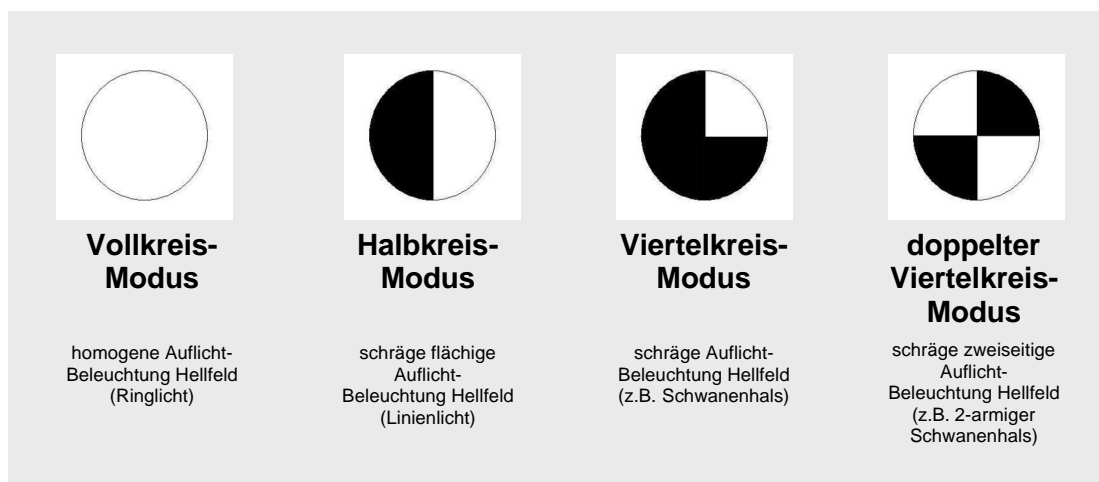 Vollkreis-
Modus
homogene Auflicht-
Beleuchtung Hellfeld
(Ringlicht)
Halbkreis-
Modus
schräge flächige
Auflicht-
Beleuchtung Hellfeld
(Linienlicht)
Viertelkreis-
Modus
schräge Auflicht-
Beleuchtung Hellfeld
(z.B. Schwanenhals)
doppelter
Viertelkreis-
Modus
schräge zweiseitige
Auflicht-
Beleuchtung Hellfeld
(z.B. 2-armiger
Schwanenhals)